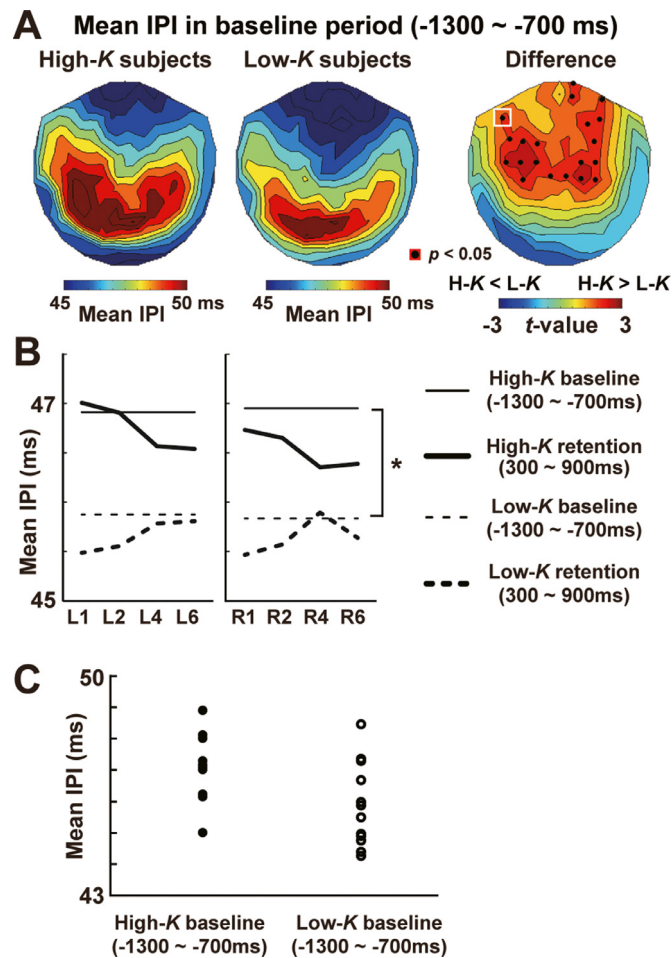 A Mean IPI in baseline period (-1300 ~ -700 ms)
High-K subjects Low-K subjects Difference
p < 0.05
H-K < L-K H-K > L-K
45 50 ms 45 50 ms
Mean IPI Mean IPI -3 t-value 3
B
47
45
Mean IPI (ms)
L1 L2 L4 L6 R1 R2 R4 R6
*
High-K baseline
(-1300 ~ -700ms)
High-K retention
(300 ~ 900ms)
Low-K baseline
(-1300 ~ -700ms)
Low-K retention
(300 ~ 900ms)
C
50
43
Mean IPI (ms)
High-K baseline Low-K baseline
(-1300 ~ -700ms) (-1300 ~ -700ms)